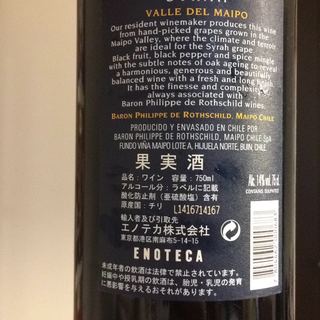 VALLE DEL MAIPO
Our resident winemaker produces this wine
from hand-picked grapes grown in the
Maipo Valley, where the climate and terroir
are ideal for the Syrah grape.
Black fruit, black pepper and spice mingle
with the subtle notes of oak ageing to reveal
a harmonious, generous and beautifully
balanced wine with a fresh and long finish.
It has the finesse and complexity
always associated with
Baron Philippe de Rothschild wines.
BARON PHILIPPE DE ROTHSCHILD, MAIPO CHILE
PRODUCIDO Y ENVASADO EN CHILE POR
BARON PHILIPPE DE ROTHSCHILD, MAIPO CHILE SpA
FUNDO VIÑA MAIPO LOTE A, HIJUELA NORTE, BUIN, CHILE
果実酒
Alc. 14% vol. 75 cl
CONTAINS SULPHITES
品名:ワイン 容量:750ml
アルコール分:ラベルに記載
酸化防止剤(亜硫酸塩)含有
原産国:チリ L1416714167
輸入者及び引取先
エノテカ株式会社
東京都港区南麻布5-14-15
ENOTECA
未成年者の飲酒は法律で禁止されています。
妊娠中や授乳期の飲酒は、胎児・乳児の発育に
悪影響を与えるおそれがあります。